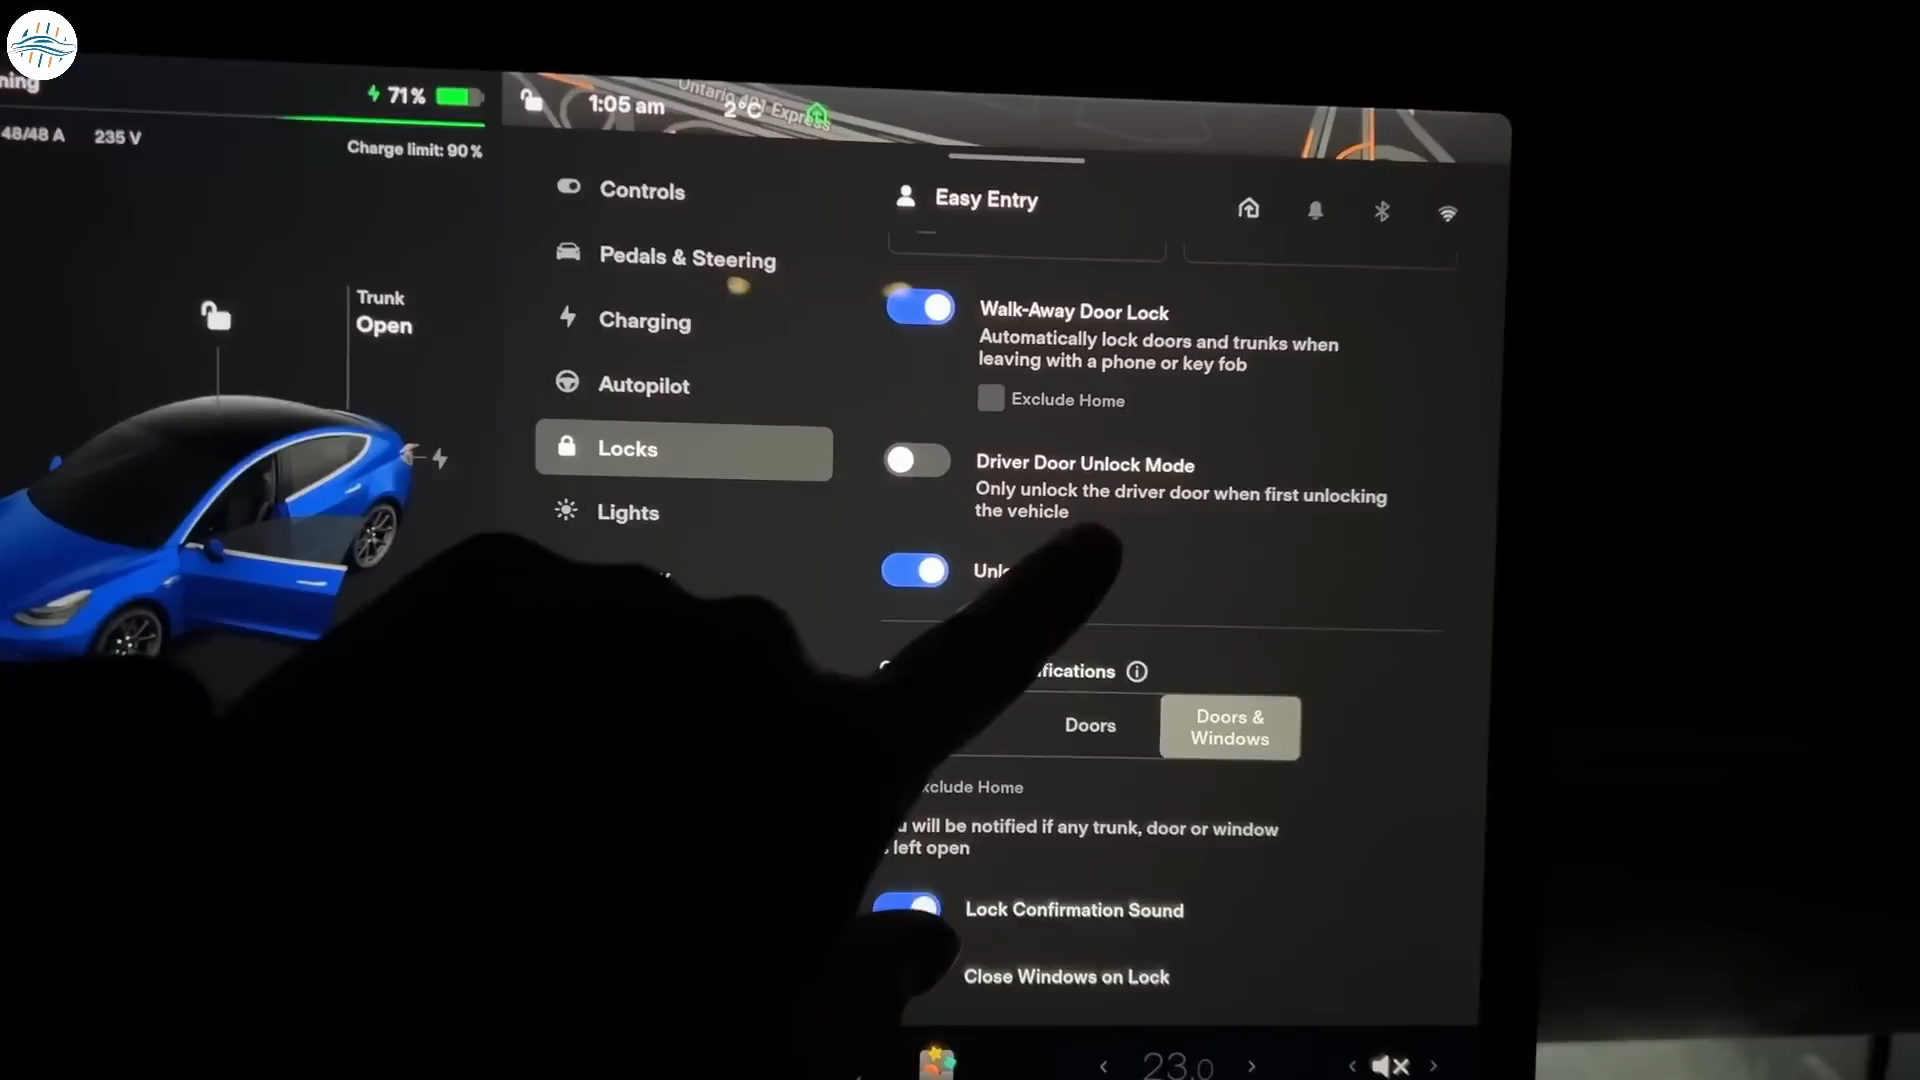 71%
1:05 am
2°C
48/48 A
235 V
Charge limit: 90%
Controls
Pedals & Steering
Charging
Autopilot
Locks
Lights
Trunk
Open
Easy Entry
Walk-Away Door Lock
Automatically lock doors and trunks when
leaving with a phone or key fob
Exclude Home
Driver Door Unlock Mode
Only unlock the driver door when first unlocking
the vehicle
Doors
Doors &
Windows
Home
will be notified if any trunk, door or window
left open
Lock Confirmation Sound
Close Windows on Lock
23.0